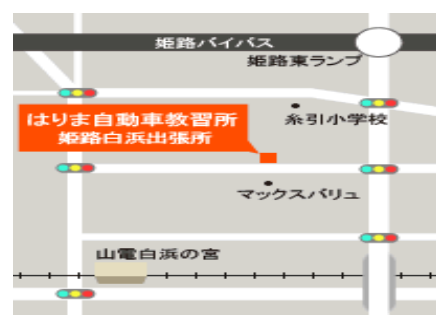 姫路バイパス
姫路東ランプ
糸引小学校
はりま自動車教習所
姫路白浜出張所
マックスバリュ
山電白浜の宮